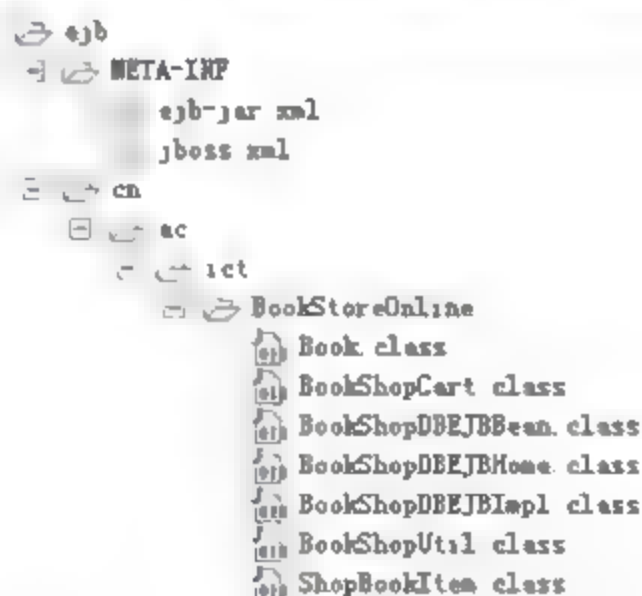 ejb
META-INF
ejb-jar xml
jboss xml
cn
ac
ict
BookStoreOnline
Book.class
BookShopCart class
BookShopDBEJBBean.class
BookShopDBEJBHome.class
BookShopDBEJBImpl class
BookShopUtil class
ShopBookItem class